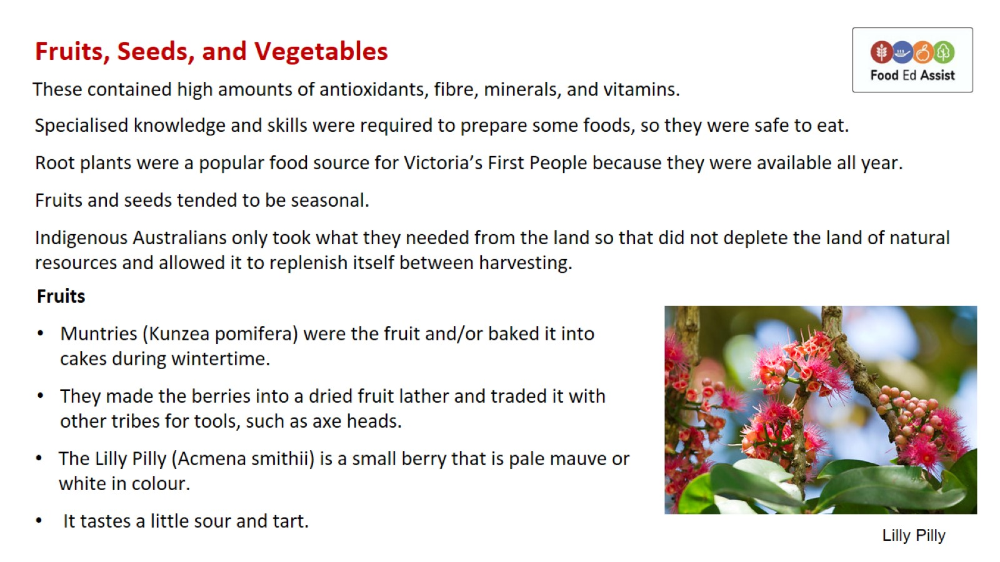 Fruits, Seeds, and Vegetables
Food Ed Assist
These contained high amounts of antioxidants, fibre, minerals, and vitamins.
Specialised knowledge and skills were required to prepare some foods, so they were safe to eat.
Root plants were a popular food source for Victoria’s First People because they were available all year.
Fruits and seeds tended to be seasonal.
Indigenous Australians only took what they needed from the land so that did not deplete the land of natural
resources and allowed it to replenish itself between harvesting.
Fruits
• Muntries (Kunzea pomifera) were the fruit and/or baked it into
cakes during wintertime.
• They made the berries into a dried fruit lather and traded it with
other tribes for tools, such as axe heads.
• The Lilly Pilly (Acmena smithii) is a small berry that is pale mauve or
white in colour.
• It tastes a little sour and tart.
Lilly Pilly